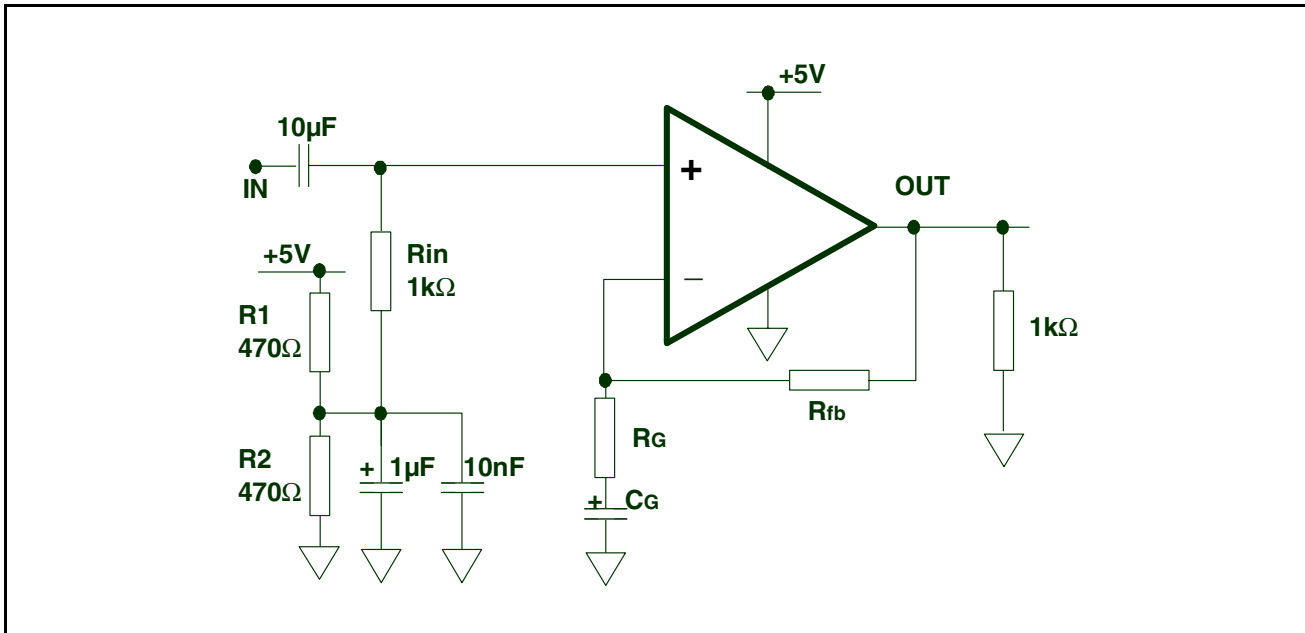 +5V
10µF
+
OUT
IN
+5V
Rin
1kΩ
−
R1
470Ω
1kΩ
Rfb
RG
R2
470Ω
+ 1µF
10nF
+ CG